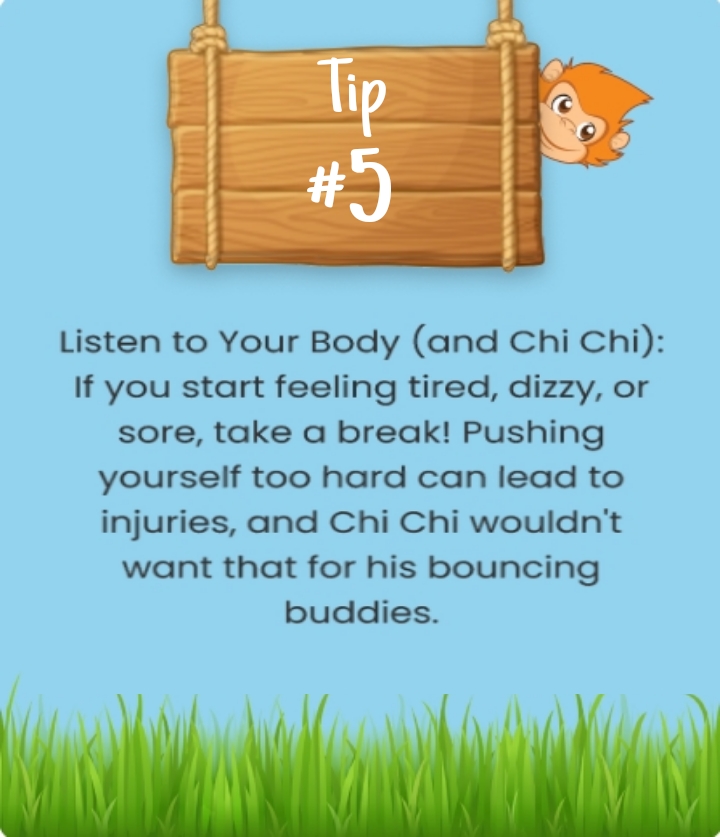 Tip
#5
Listen to Your Body (and Chi Chi):
If you start feeling tired, dizzy, or
sore, take a break! Pushing
yourself too hard can lead to
injuries, and Chi Chi wouldn't
want that for his bouncing
buddies.